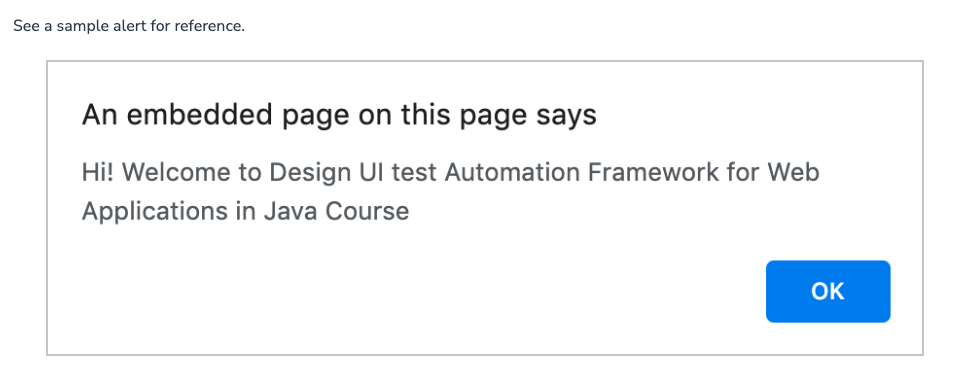 See a sample alert for reference.
An embedded page on this page says
Hi! Welcome to Design UI test Automation Framework for Web
Applications in Java Course
OK